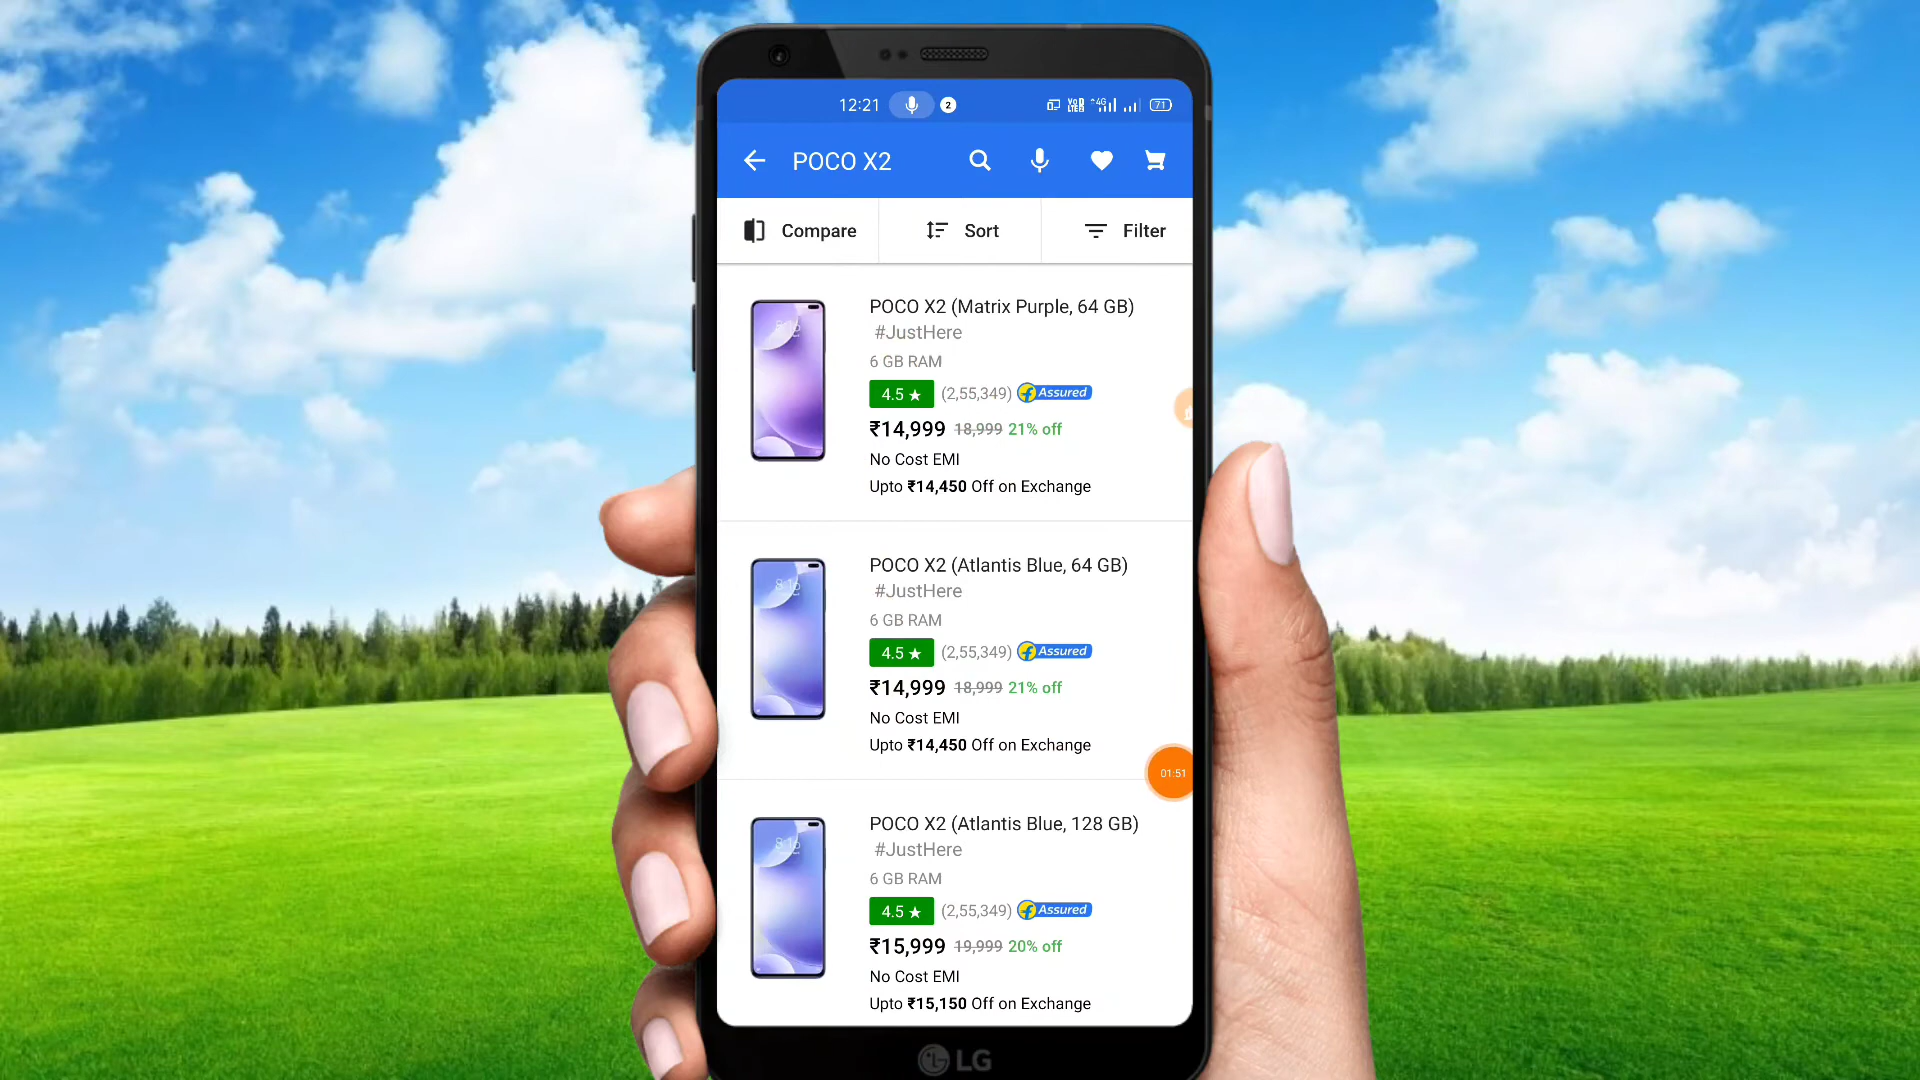 12:21 2 VoD LTE 4G 71
POCO X2
Compare Sort Filter
POCO X2 (Matrix Purple, 64 GB)
#JustHere
6 GB RAM
4.5 ★ (2,55,349) Assured
₹14,999 18,999 21% off
No Cost EMI
Upto ₹14,450 Off on Exchange
POCO X2 (Atlantis Blue, 64 GB)
#JustHere
6 GB RAM
4.5 ★ (2,55,349) Assured
₹14,999 18,999 21% off
No Cost EMI
Upto ₹14,450 Off on Exchange
01:51
POCO X2 (Atlantis Blue, 128 GB)
#JustHere
6 GB RAM
4.5 ★ (2,55,349) Assured
₹15,999 19,999 20% off
No Cost EMI
Upto ₹15,150 Off on Exchange
LG